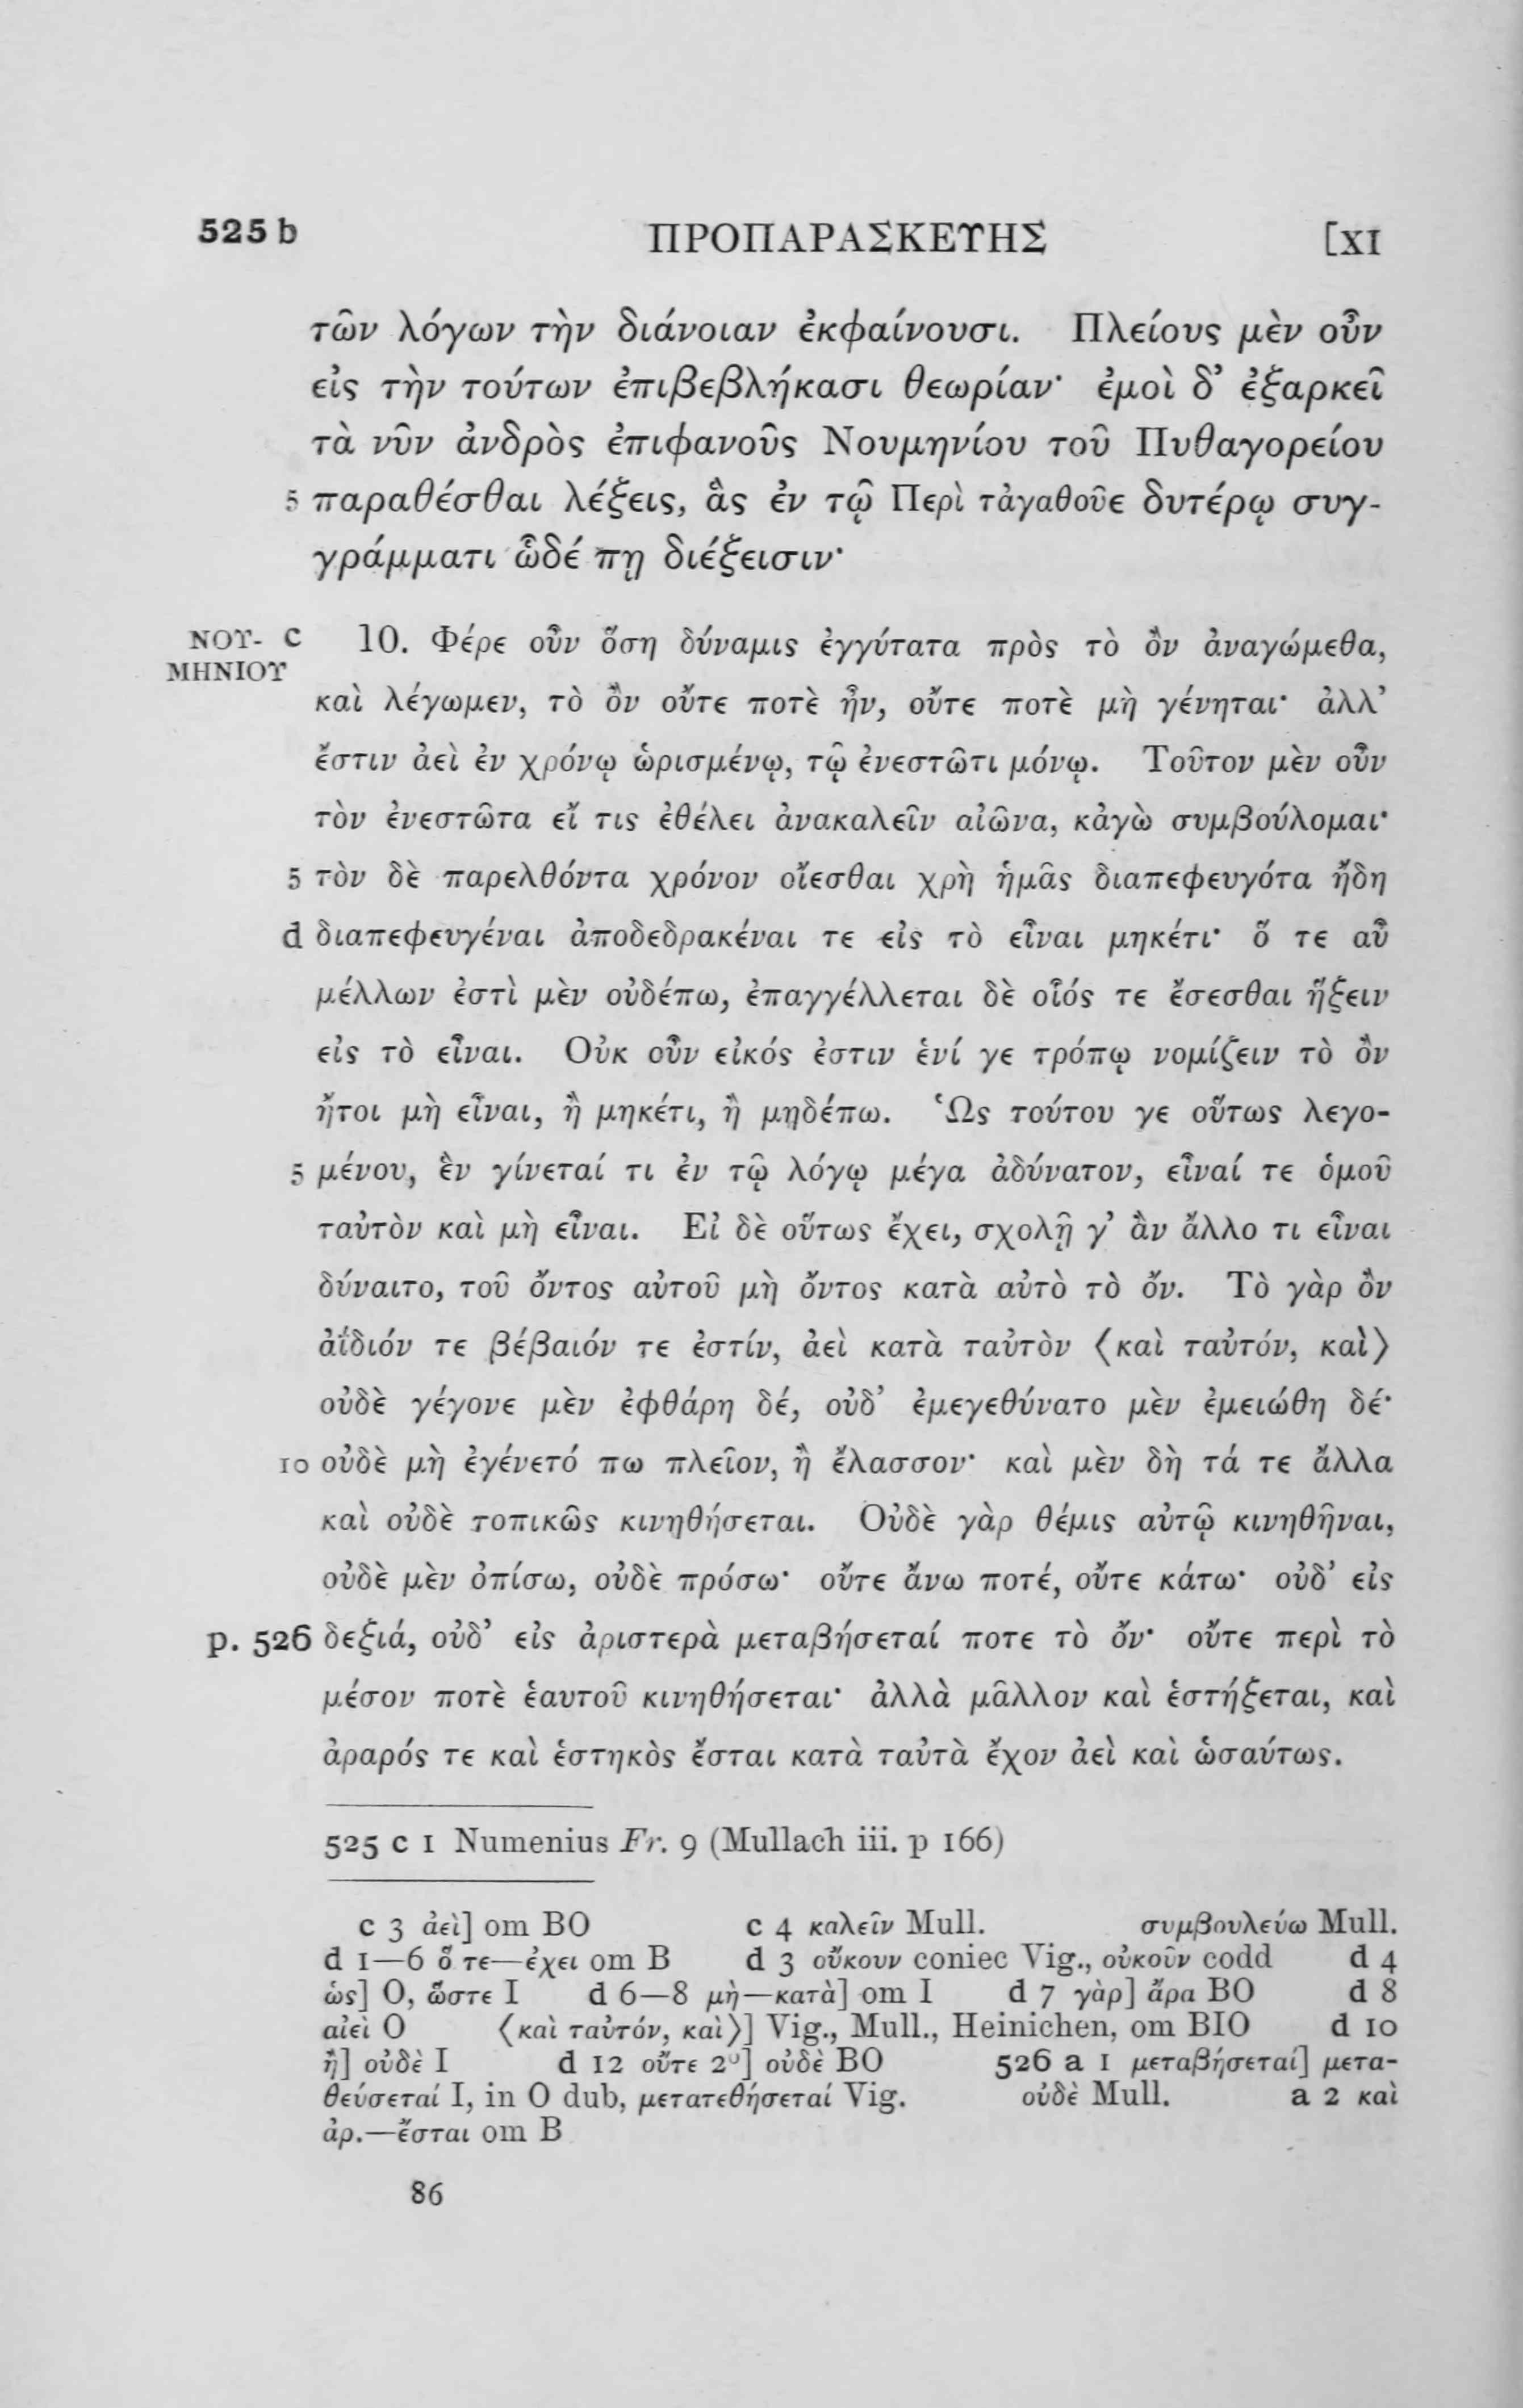 525 b ΠΡΟΠΑΡΑΣΚΕΥΗΣ [XI
τῶν λόγων τὴν διάνοιαν ἐκφαίνουσι. Πλείους μὲν οὖν
εἰς τὴν τούτων ἐπιβεβλήκασι θεωρίαν· ἐμοὶ δ’ ἐξαρκεῖ
τὰ νῦν ἀνδρὸς ἐπιφανοῦς Νουμηνίου τοῦ Πυθαγορείου
5 παραθέσθαι λέξεις, ἃς ἐν τῷ Περὶ τἀγαθοῦε δυτέρῳ συγ-
γράμματι ὧδέ πῃ διέξεισιν·
ΝΟΥ- c 10. Φέρε οὖν ὅση δύναμις ἐγγύτατα πρὸς τὸ ὂν ἀναγώμεθα,
ΜΗΝΙΟΥ
καὶ λέγωμεν, τὸ ὂν οὔτε ποτὲ ἦν, οὔτε ποτὲ μὴ γένηται· ἀλλ’
ἔστιν ἀεὶ ἐν χρόνῳ ὡρισμένῳ, τῷ ἐνεστῶτι μόνῳ. Τοῦτον μὲν οὖν
τὸν ἐνεστῶτα εἴ τις ἐθέλει ἀνακαλεῖν αἰῶνα, κἀγὼ συμβούλομαι·
5 τὸν δὲ παρελθόντα χρόνον οἴεσθαι χρὴ ἡμᾶς διαπεφευγότα ἤδη
d διαπεφευγέναι ἀποδεδρακέναι τε εἰς τὸ εἶναι μηκέτι· ὅ τε αὖ
μέλλων ἐστὶ μὲν οὐδέπω, ἐπαγγέλλεται δὲ οἷός τε ἔσεσθαι ἥξειν
εἰς τὸ εἶναι. Οὐκ οὖν εἰκός ἐστιν ἑνί γε τρόπῳ νομίζειν τὸ ὂν
ἤτοι μὴ εἶναι, ἢ μηκέτι, ἢ μηδέπω. Ὡς τούτου γε οὕτως λεγο-
5 μένου, ἓν γίνεταί τι ἐν τῷ λόγῳ μέγα ἀδύνατον, εἶναί τε ὁμοῦ
ταὐτὸν καὶ μὴ εἶναι. Εἰ δὲ οὕτως ἔχει, σχολῇ γ’ ἂν ἄλλο τι εἶναι
δύναιτο, τοῦ ὄντος αὐτοῦ μὴ ὄντος κατὰ αὐτὸ τὸ ὄν. Τὸ γὰρ ὂν
ἀΐδιόν τε βέβαιόν τε ἐστίν, ἀεὶ κατὰ ταὐτὸν ⟨καὶ ταὐτόν, καὶ⟩
οὐδὲ γέγονε μὲν ἐφθάρη δέ, οὐδ’ ἐμεγεθύνατο μὲν ἐμειώθη δέ·
10 οὐδὲ μὴ ἐγένετό πω πλεῖον, ἢ ἔλασσον· καὶ μὲν δὴ τά τε ἄλλα
καὶ οὐδὲ τοπικῶς κινηθήσεται. Οὐδὲ γὰρ θέμις αὐτῷ κινηθῆναι,
οὐδὲ μὲν ὀπίσω, οὐδὲ πρόσω· οὔτε ἄνω ποτέ, οὔτε κάτω· οὐδ’ εἰς
p. 526 δεξιά, οὐδ’ εἰς ἀριστερὰ μεταβήσεταί ποτε τὸ ὄν· οὔτε περὶ τὸ
μέσον ποτὲ ἑαυτοῦ κινηθήσεται· ἀλλὰ μᾶλλον καὶ ἑστήξεται, καὶ
ἀραρός τε καὶ ἑστηκὸς ἔσται κατὰ ταὐτὰ ἔχον ἀεὶ καὶ ὡσαύτως.
525 c 1 Numenius Fr. 9 (Mullach iii. p 166)
c 3 ἀεὶ] om BO c 4 καλεῖν Mull. συμβουλεύω Mull.
d 1—6 ὅ τε—ἐχει om B d 3 οὔκουν coniec Vig., οὐκοῦν codd d 4
ὡς] O, ὥστε I d 6—8 μὴ—κατὰ] om I d 7 γὰρ] ἄρα BO d 8
αἰεὶ O ⟨καὶ ταὐτόν, καὶ⟩] Vig., Mull., Heinichen, om BIO d 10
ἢ] οὐδὲ I d 12 οὔτε 2⁰] οὐδὲ BO 526 a 1 μεταβήσεταί] μετα-
θεύσεταί I, in O dub, μετατεθήσεταί Vig. οὐδὲ Mull. a 2 καὶ
ἀρ.—ἔσται om B
86